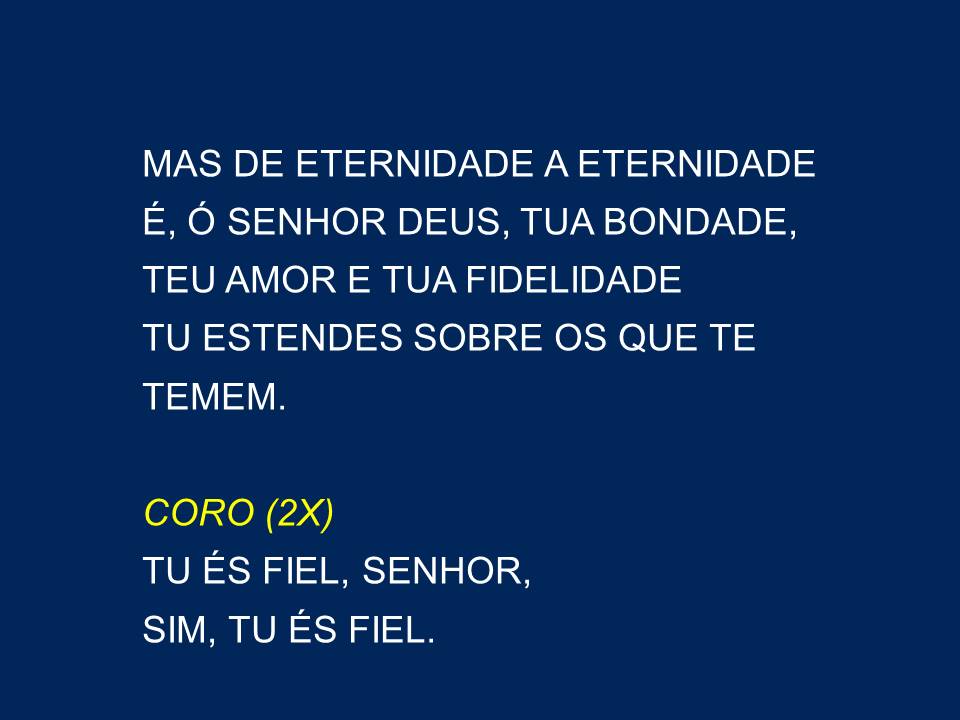 MAS DE ETERNIDADE A ETERNIDADE
É, Ó SENHOR DEUS, TUA BONDADE,
TEU AMOR E TUA FIDELIDADE
TU ESTENDES SOBRE OS QUE TE
TEMEM.
CORO (2X)
TU ÉS FIEL, SENHOR,
SIM, TU ÉS FIEL.